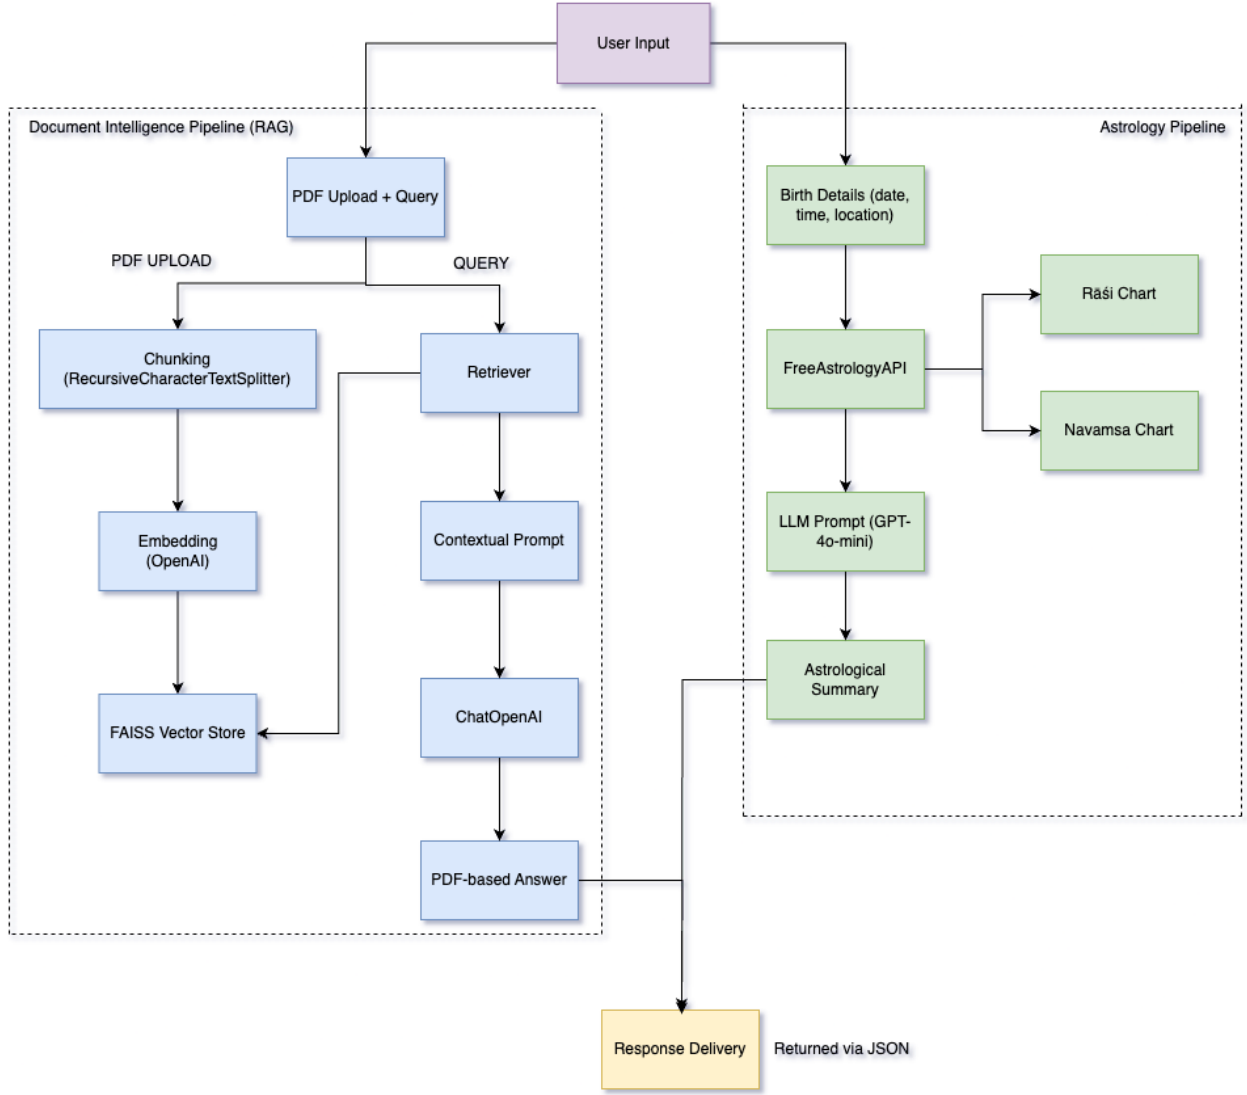 User Input
Document Intelligence Pipeline (RAG)
PDF Upload + Query
PDF UPLOAD
QUERY
Chunking
(RecursiveCharacterTextSplitter)
Retriever
Embedding
(OpenAI)
Contextual Prompt
FAISS Vector Store
ChatOpenAI
PDF-based Answer
Astrology Pipeline
Birth Details (date,
time, location)
FreeAstrologyAPI
Räśi Chart
Navamsa Chart
LLM Prompt (GPT-
4o-mini)
Astrological
Summary
Response Delivery
Returned via JSON